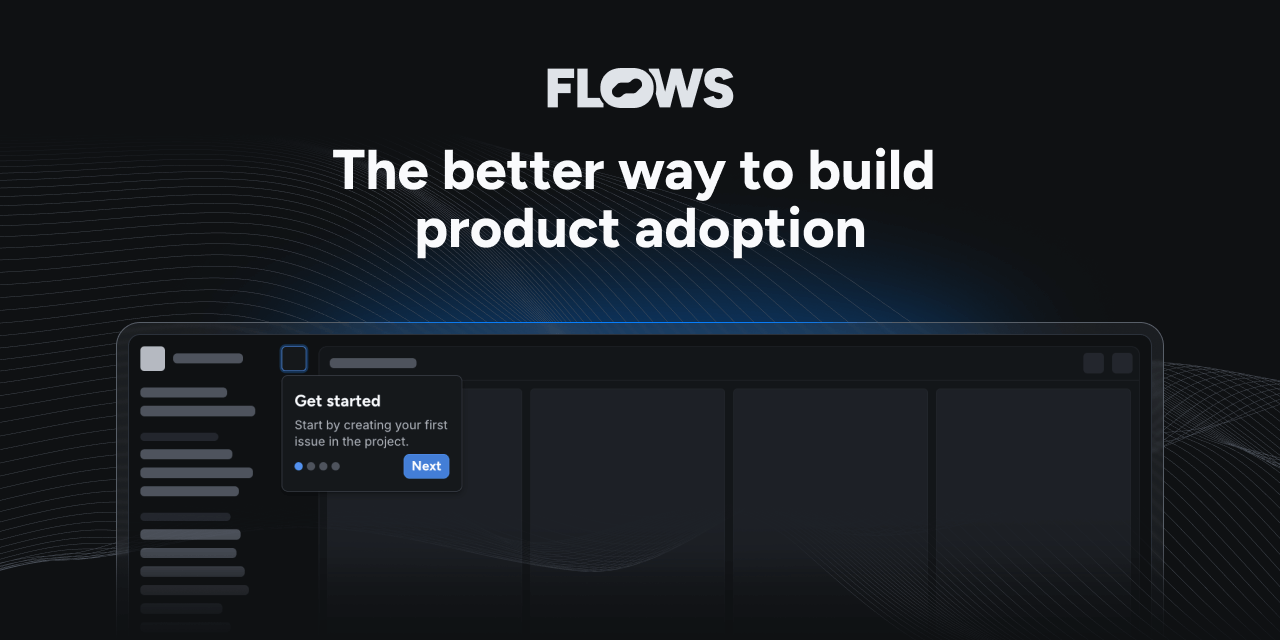 FLOWS
The better way to build
product adoption
Get started
Start by creating your first
issue in the project.
Next